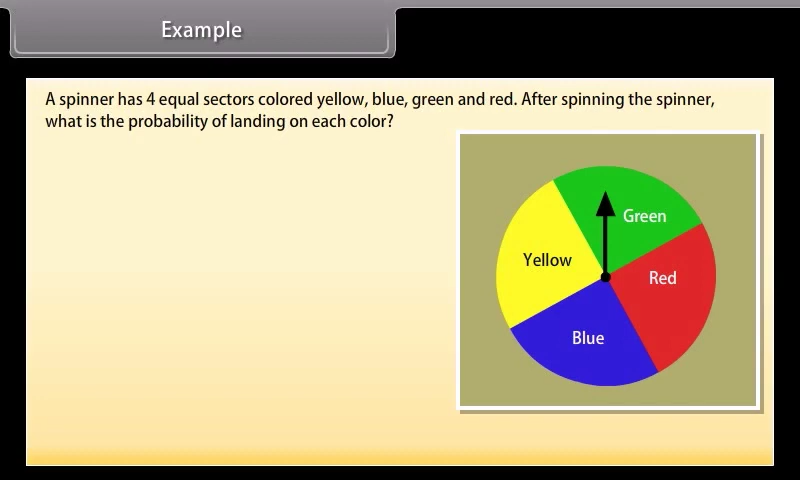 Example
A spinner has 4 equal sectors colored yellow, blue, green and red. After spinning the spinner,
what is the probability of landing on each color?
Green
Yellow
Red
Blue